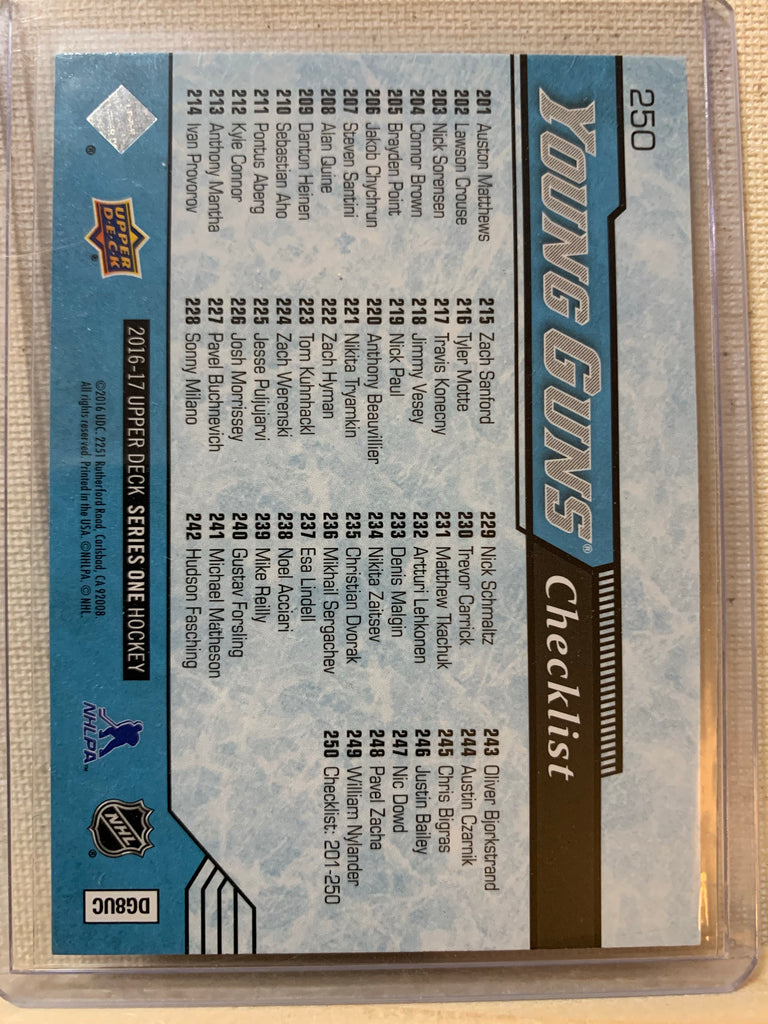 250
YOUNG GUNS® Checklist
201 Auston Matthews
202 Lawson Crouse
203 Nick Sorensen
204 Connor Brown
205 Brayden Point
206 Jakob Chychrun
207 Steven Santini
208 Alan Quine
209 Danton Heinen
210 Sebastian Aho
211 Pontus Aberg
212 Kyle Connor
213 Anthony Mantha
214 Ivan Provorov
215 Zach Sanford
216 Tyler Motte
217 Travis Konecny
218 Jimmy Vesey
219 Nick Paul
220 Anthony Beauvillier
221 Nikita Tryamkin
222 Zach Hyman
223 Tom Kuhnhackl
224 Zach Werenski
225 Jesse Puljujarvi
226 Josh Morrissey
227 Pavel Buchnevich
228 Sonny Milano
229 Nick Schmaltz
230 Trevor Carrick
231 Matthew Tkachuk
232 Artturi Lehkonen
233 Denis Malgin
234 Nikita Zaitsev
235 Christian Dvorak
236 Mikhail Sergachev
237 Esa Lindell
238 Noel Acciari
239 Mike Reilly
240 Gustav Forsling
241 Michael Matheson
242 Hudson Fasching
243 Oliver Bjorkstrand
244 Austin Czarnik
245 Chris Bigras
246 Justin Bailey
247 Nic Dowd
248 Pavel Zacha
249 William Nylander
250 Checklist: 201-250
®
UPPER DECK®
2016-17 UPPER DECK SERIES ONE HOCKEY
©2016 UDC. 2251 Rutherford Road, Carlsbad, CA 92008.
All rights reserved. Printed in the USA. ©NHLPA. © NHL.
NHLPA™
NHL®
DG8UC